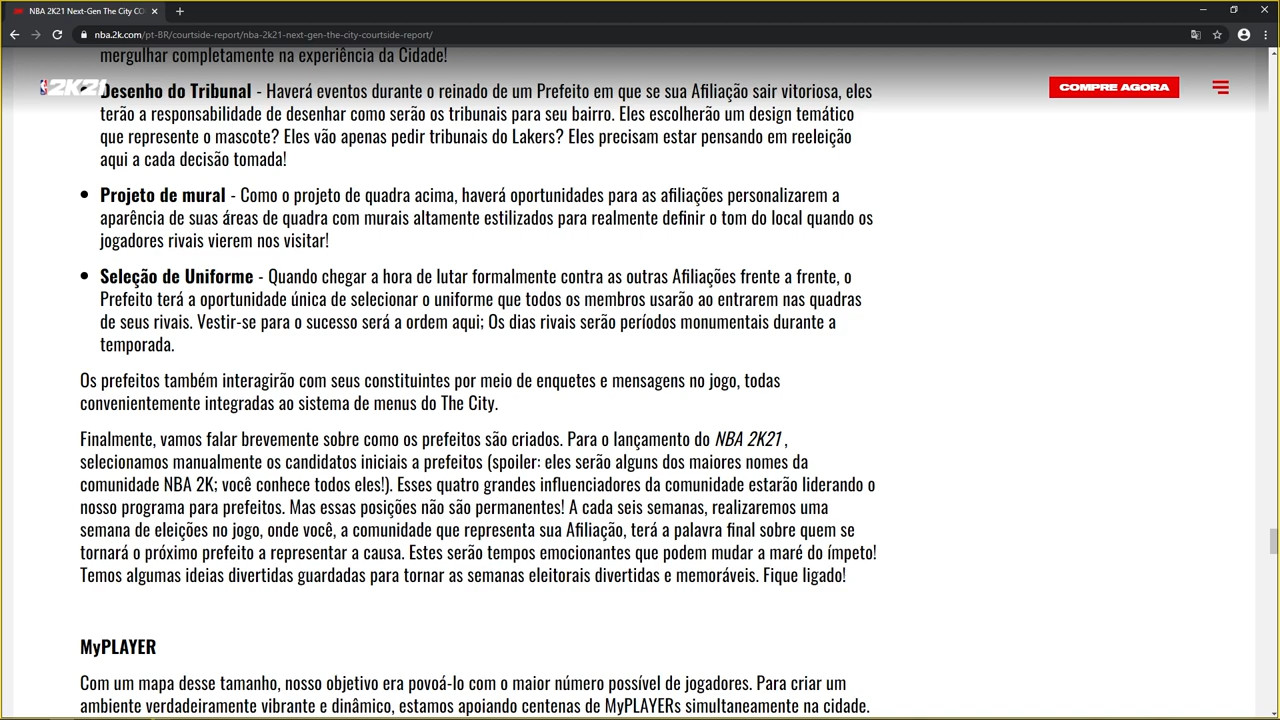 NBA 2K21 Next-Gen The City CO
nba.2k.com/pt-BR/courtside-report/nba-2k21-next-gen-the-city-courtside-report/
mergulhar completamente na experiência da Cidade!
2K21
COMPRE AGORA
Desenho do Tribunal - Haverá eventos durante o reinado de um Prefeito em que se sua Afiliação sair vitoriosa, eles
terão a responsabilidade de desenhar como serão os tribunais para seu bairro. Eles escolherão um design temático
que represente o mascote? Eles vão apenas pedir tribunais do Lakers? Eles precisam estar pensando em reeleição
aqui a cada decisão tomada!
• Projeto de mural - Como o projeto de quadra acima, haverá oportunidades para as afiliações personalizarem a
aparência de suas áreas de quadra com murais altamente estilizados para realmente definir o tom do local quando os
jogadores rivais vierem nos visitar!
• Seleção de Uniforme - Quando chegar a hora de lutar formalmente contra as outras Afiliações frente a frente, o
Prefeito terá a oportunidade única de selecionar o uniforme que todos os membros usarão ao entrarem nas quadras
de seus rivais. Vestir-se para o sucesso será a ordem aqui; Os dias rivais serão períodos monumentais durante a
temporada.
Os prefeitos também interagirão com seus constituintes por meio de enquetes e mensagens no jogo, todas
convenientemente integradas ao sistema de menus do The City.
Finalmente, vamos falar brevemente sobre como os prefeitos são criados. Para o lançamento do NBA 2K21 ,
selecionamos manualmente os candidatos iniciais a prefeitos (spoiler: eles serão alguns dos maiores nomes da
comunidade NBA 2K; você conhece todos eles!). Esses quatro grandes influenciadores da comunidade estarão liderando o
nosso programa para prefeitos. Mas essas posições não são permanentes! A cada seis semanas, realizaremos uma
semana de eleições no jogo, onde você, a comunidade que representa sua Afiliação, terá a palavra final sobre quem se
tornará o próximo prefeito a representar a causa. Estes serão tempos emocionantes que podem mudar a maré do ímpeto!
Temos algumas ideias divertidas guardadas para tornar as semanas eleitorais divertidas e memoráveis. Fique ligado!
MyPLAYER
Com um mapa desse tamanho, nosso objetivo era povoá-lo com o maior número possível de jogadores. Para criar um
ambiente verdadeiramente vibrante e dinâmico, estamos apoiando centenas de MyPLAYERs simultaneamente na cidade.